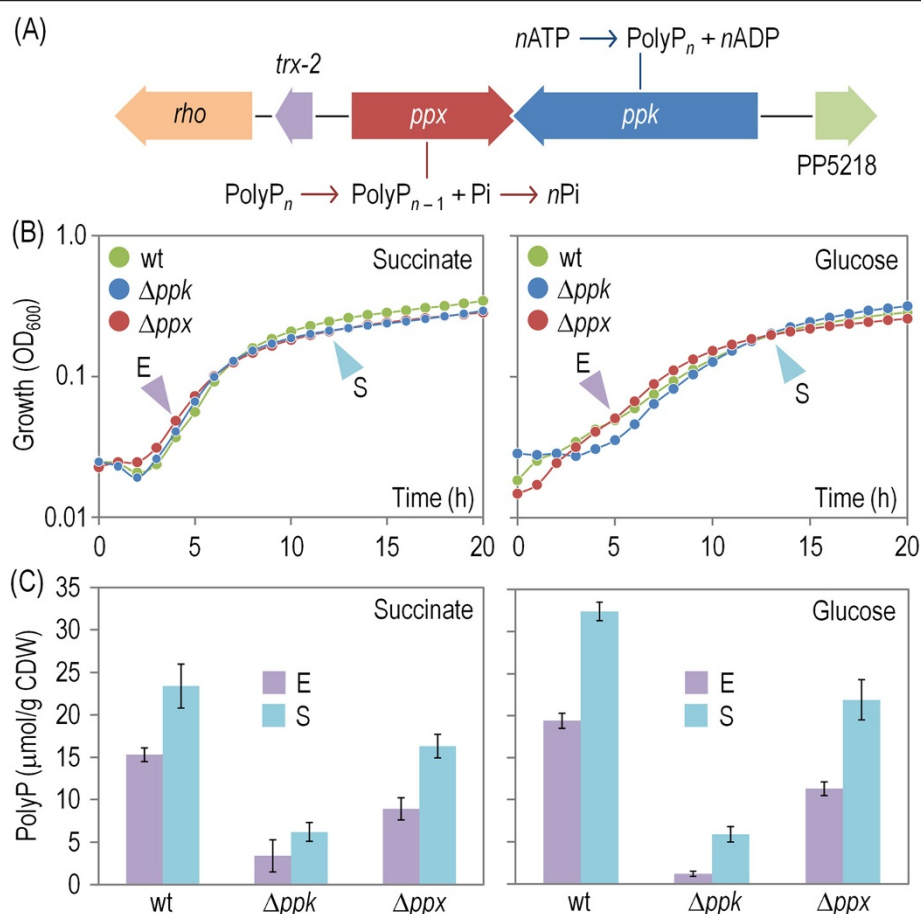 (A)
nATP → PolyPn + nADP
trx-2
rho
ppx
ppk
PP5218
PolyPn → PolyPn – 1 + Pi → nPi
(B)
Growth (OD600)
1.0
0.1
0.01
wt
Δppk
Δppx
Succinate
E
S
Time (h)
0 5 10 15 20
wt
Δppk
Δppx
Glucose
E
S
Time (h)
0 5 10 15 20
(C)
PolyP (μmol/g CDW)
35
30
25
20
15
10
5
0
Succinate
E
S
wt Δppk Δppx
Glucose
E
S
wt Δppk Δppx